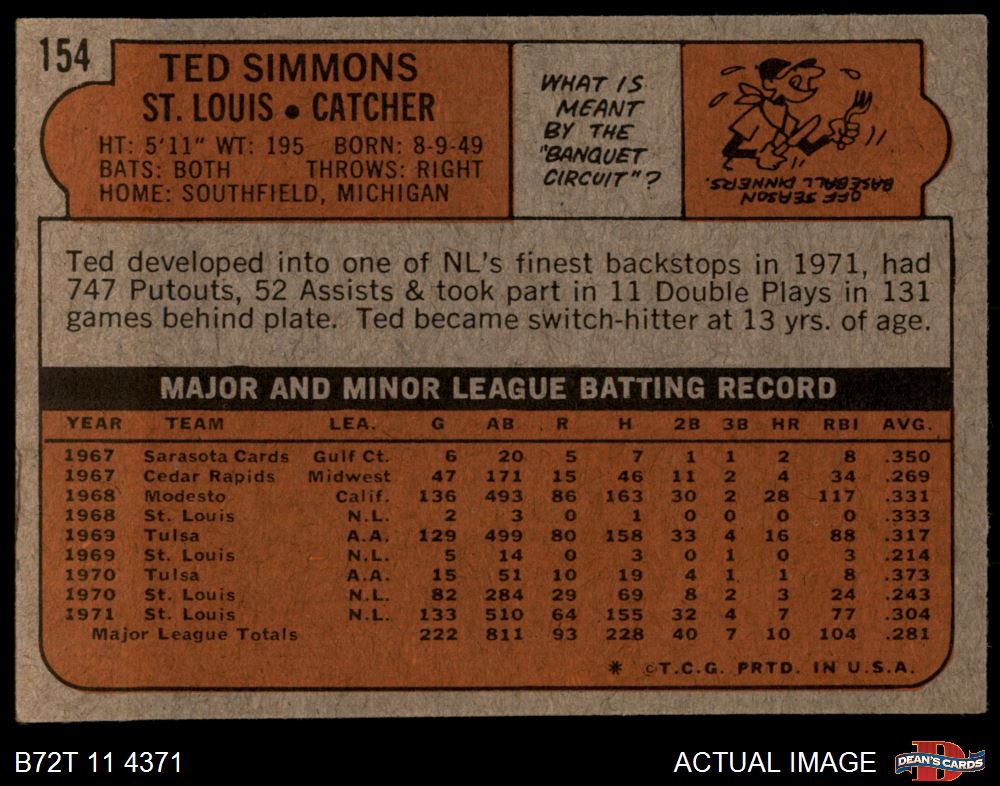 154
TED SIMMONS
ST. LOUIS • CATCHER
HT: 5'11" WT: 195 BORN: 8-9-49
BATS: BOTH THROWS: RIGHT
HOME: SOUTHFIELD, MICHIGAN
WHAT IS
MEANT
BY THE
"BANQUET
CIRCUIT"?
OFF SEASON
BASEBALL DINNERS.
Ted developed into one of NL's finest backstops in 1971, had
747 Putouts, 52 Assists & took part in 11 Double Plays in 131
games behind plate. Ted became switch-hitter at 13 yrs. of age.
MAJOR AND MINOR LEAGUE BATTING RECORD
YEAR TEAM LEA. G AB R H 2B 3B HR RBI AVG.
1967 Sarasota Cards Gulf Ct. 6 20 5 7 1 1 2 8 .350
1967 Cedar Rapids Midwest 47 171 15 46 11 2 4 34 .269
1968 Modesto Calif. 136 493 86 163 30 2 28 117 .331
1968 St. Louis N.L. 2 3 0 1 0 0 0 0 .333
1969 Tulsa A.A. 129 499 80 158 33 4 16 88 .317
1969 St. Louis N.L. 5 14 0 3 0 1 0 3 .214
1970 Tulsa A.A. 15 51 10 19 4 1 1 8 .373
1970 St. Louis N.L. 82 284 29 69 8 2 3 24 .243
1971 St. Louis N.L. 133 510 64 155 32 4 7 77 .304
Major League Totals 222 811 93 228 40 7 10 104 .281
* ©T.C.G. PRTD. IN U.S.A.
B72T 11 4371
ACTUAL IMAGE
D
DEAN'S CARDS